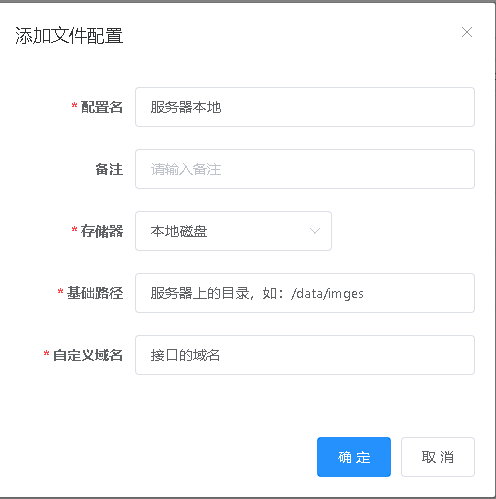 添加文件配置
* 配置名 服务器本地
备注 请输入备注
* 存储器 本地磁盘
* 基础路径 服务器上的目录，如：/data/imges
* 自定义域名 接口的域名
确 定 取 消